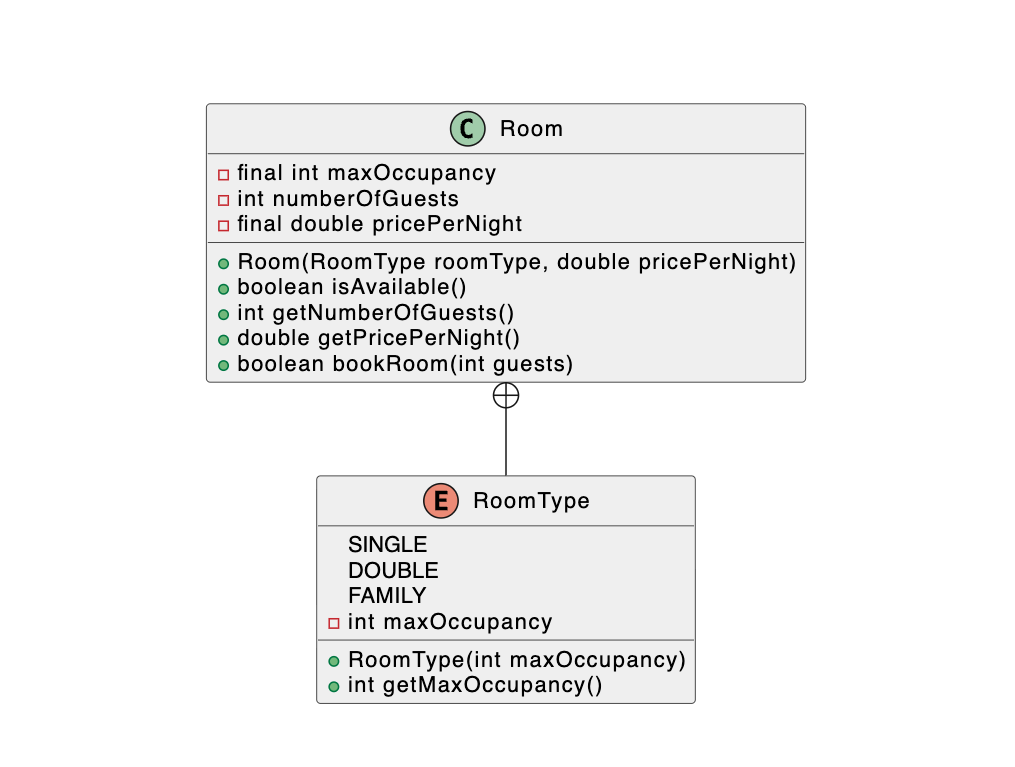 C Room
final int maxOccupancy
int numberOfGuests
final double pricePerNight
Room(RoomType roomType, double pricePerNight)
boolean isAvailable()
int getNumberOfGuests()
double getPricePerNight()
boolean bookRoom(int guests)
E RoomType
SINGLE
DOUBLE
FAMILY
int maxOccupancy
RoomType(int maxOccupancy)
int getMaxOccupancy()